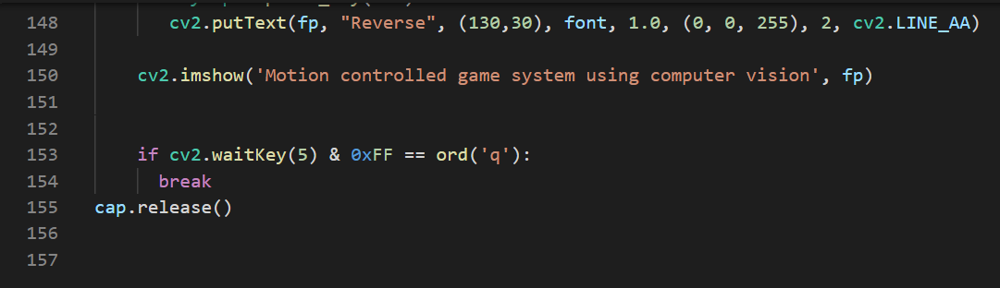 148 cv2.putText(fp, "Reverse", (130,30), font, 1.0, (0, 0, 255), 2, cv2.LINE_AA)
149
150 cv2.imshow('Motion controlled game system using computer vision', fp)
151
152
153 if cv2.waitKey(5) & 0xFF == ord('q'):
154 break
155 cap.release()
156
157